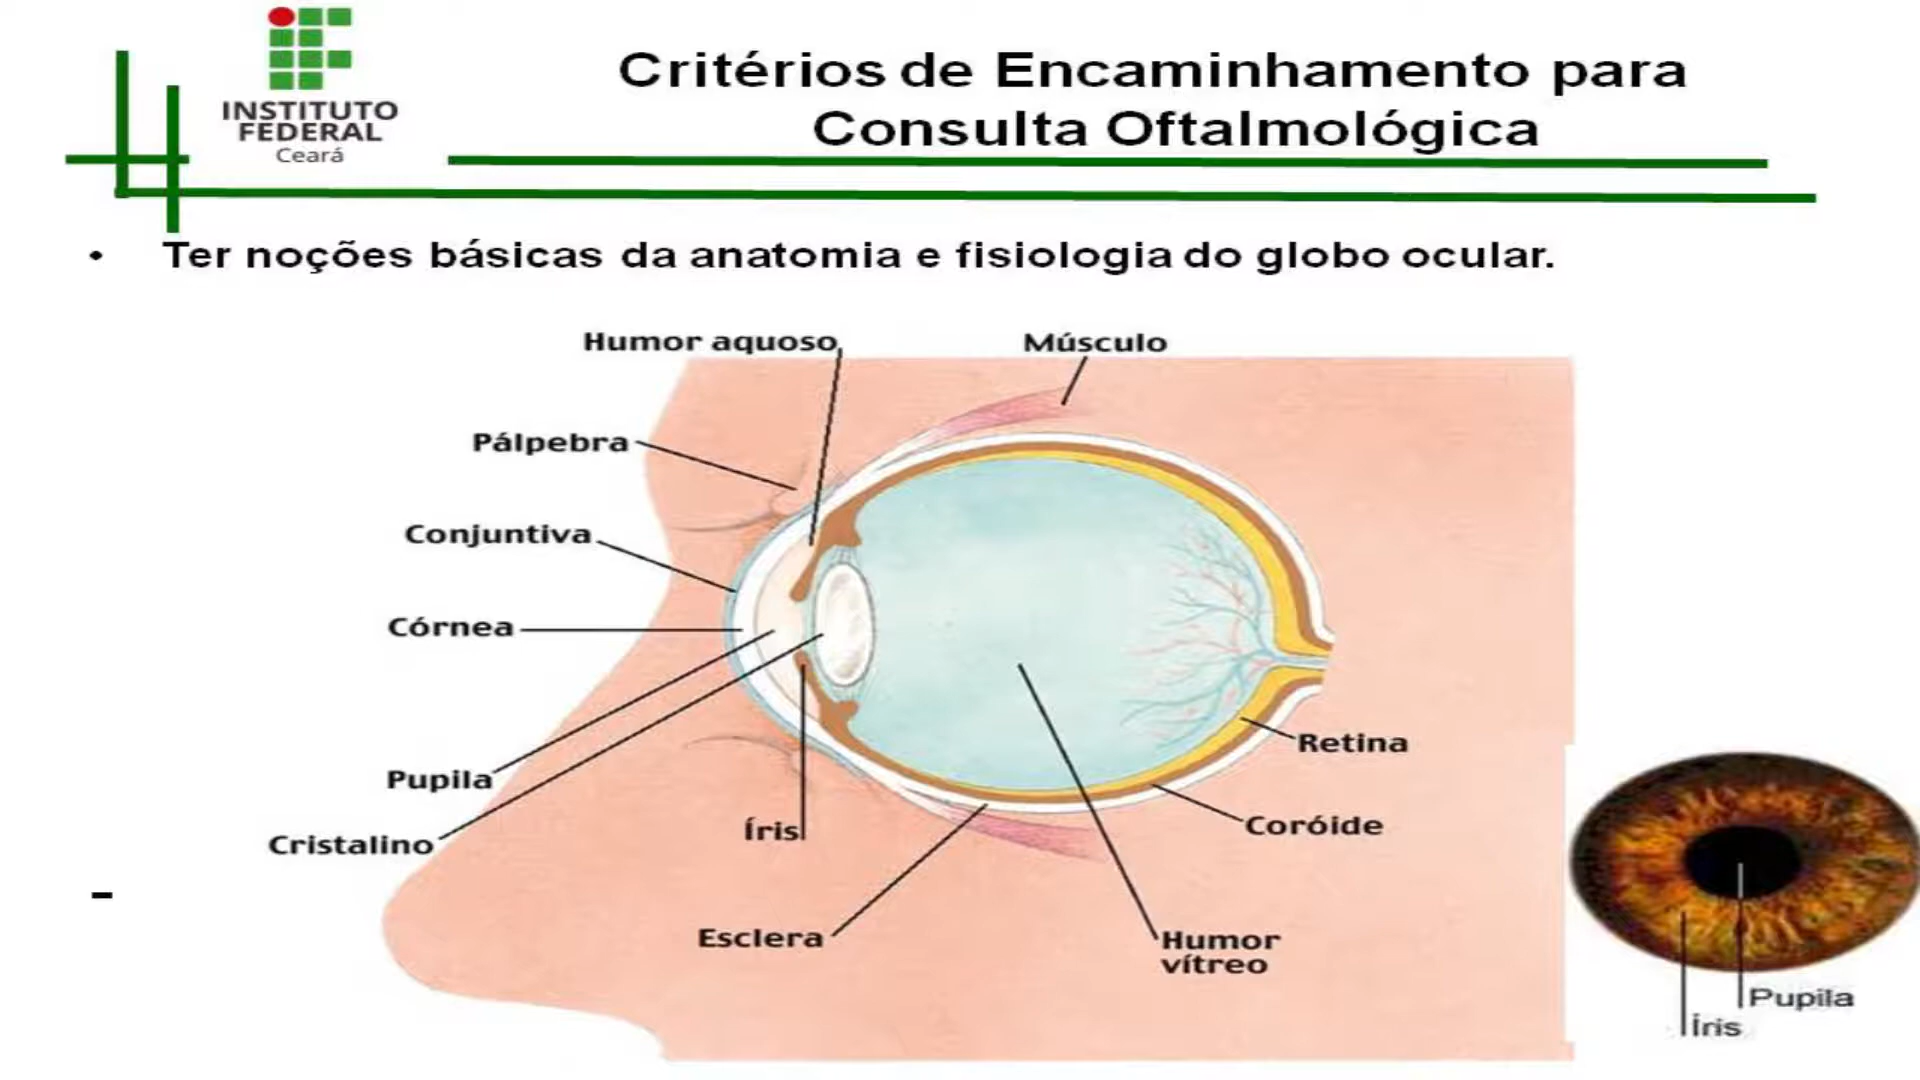 INSTITUTO
FEDERAL
Ceará
Critérios de Encaminhamento para
Consulta Oftalmológica
• Ter noções básicas da anatomia e fisiologia do globo ocular.
Humor aquoso
Músculo
Pálpebra
Conjuntiva
Córnea
Pupila
Cristalino
Íris
Esclera
Retina
Coróide
Humor
vítreo
-
Pupila
Íris